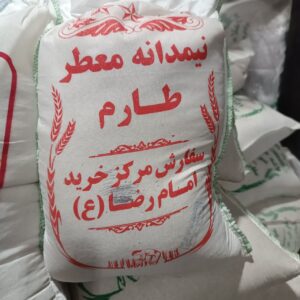 نیمدانه معطر
طارم
سفارش مرکز خرید
امام رضا (ع)